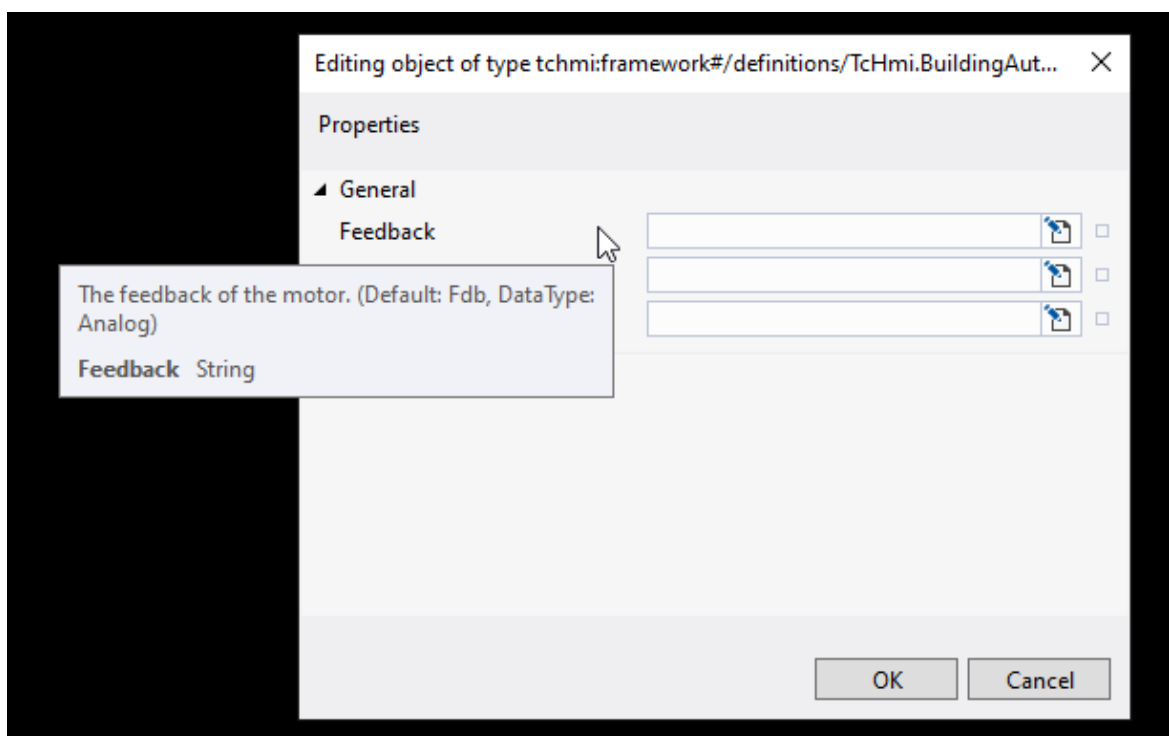 Editing object of type tchmi:framework#/definitions/TcHmi.BuildingAut...
Properties
General
Feedback
The feedback of the motor. (Default: Fdb, DataType:
Analog)
Feedback String
OK Cancel